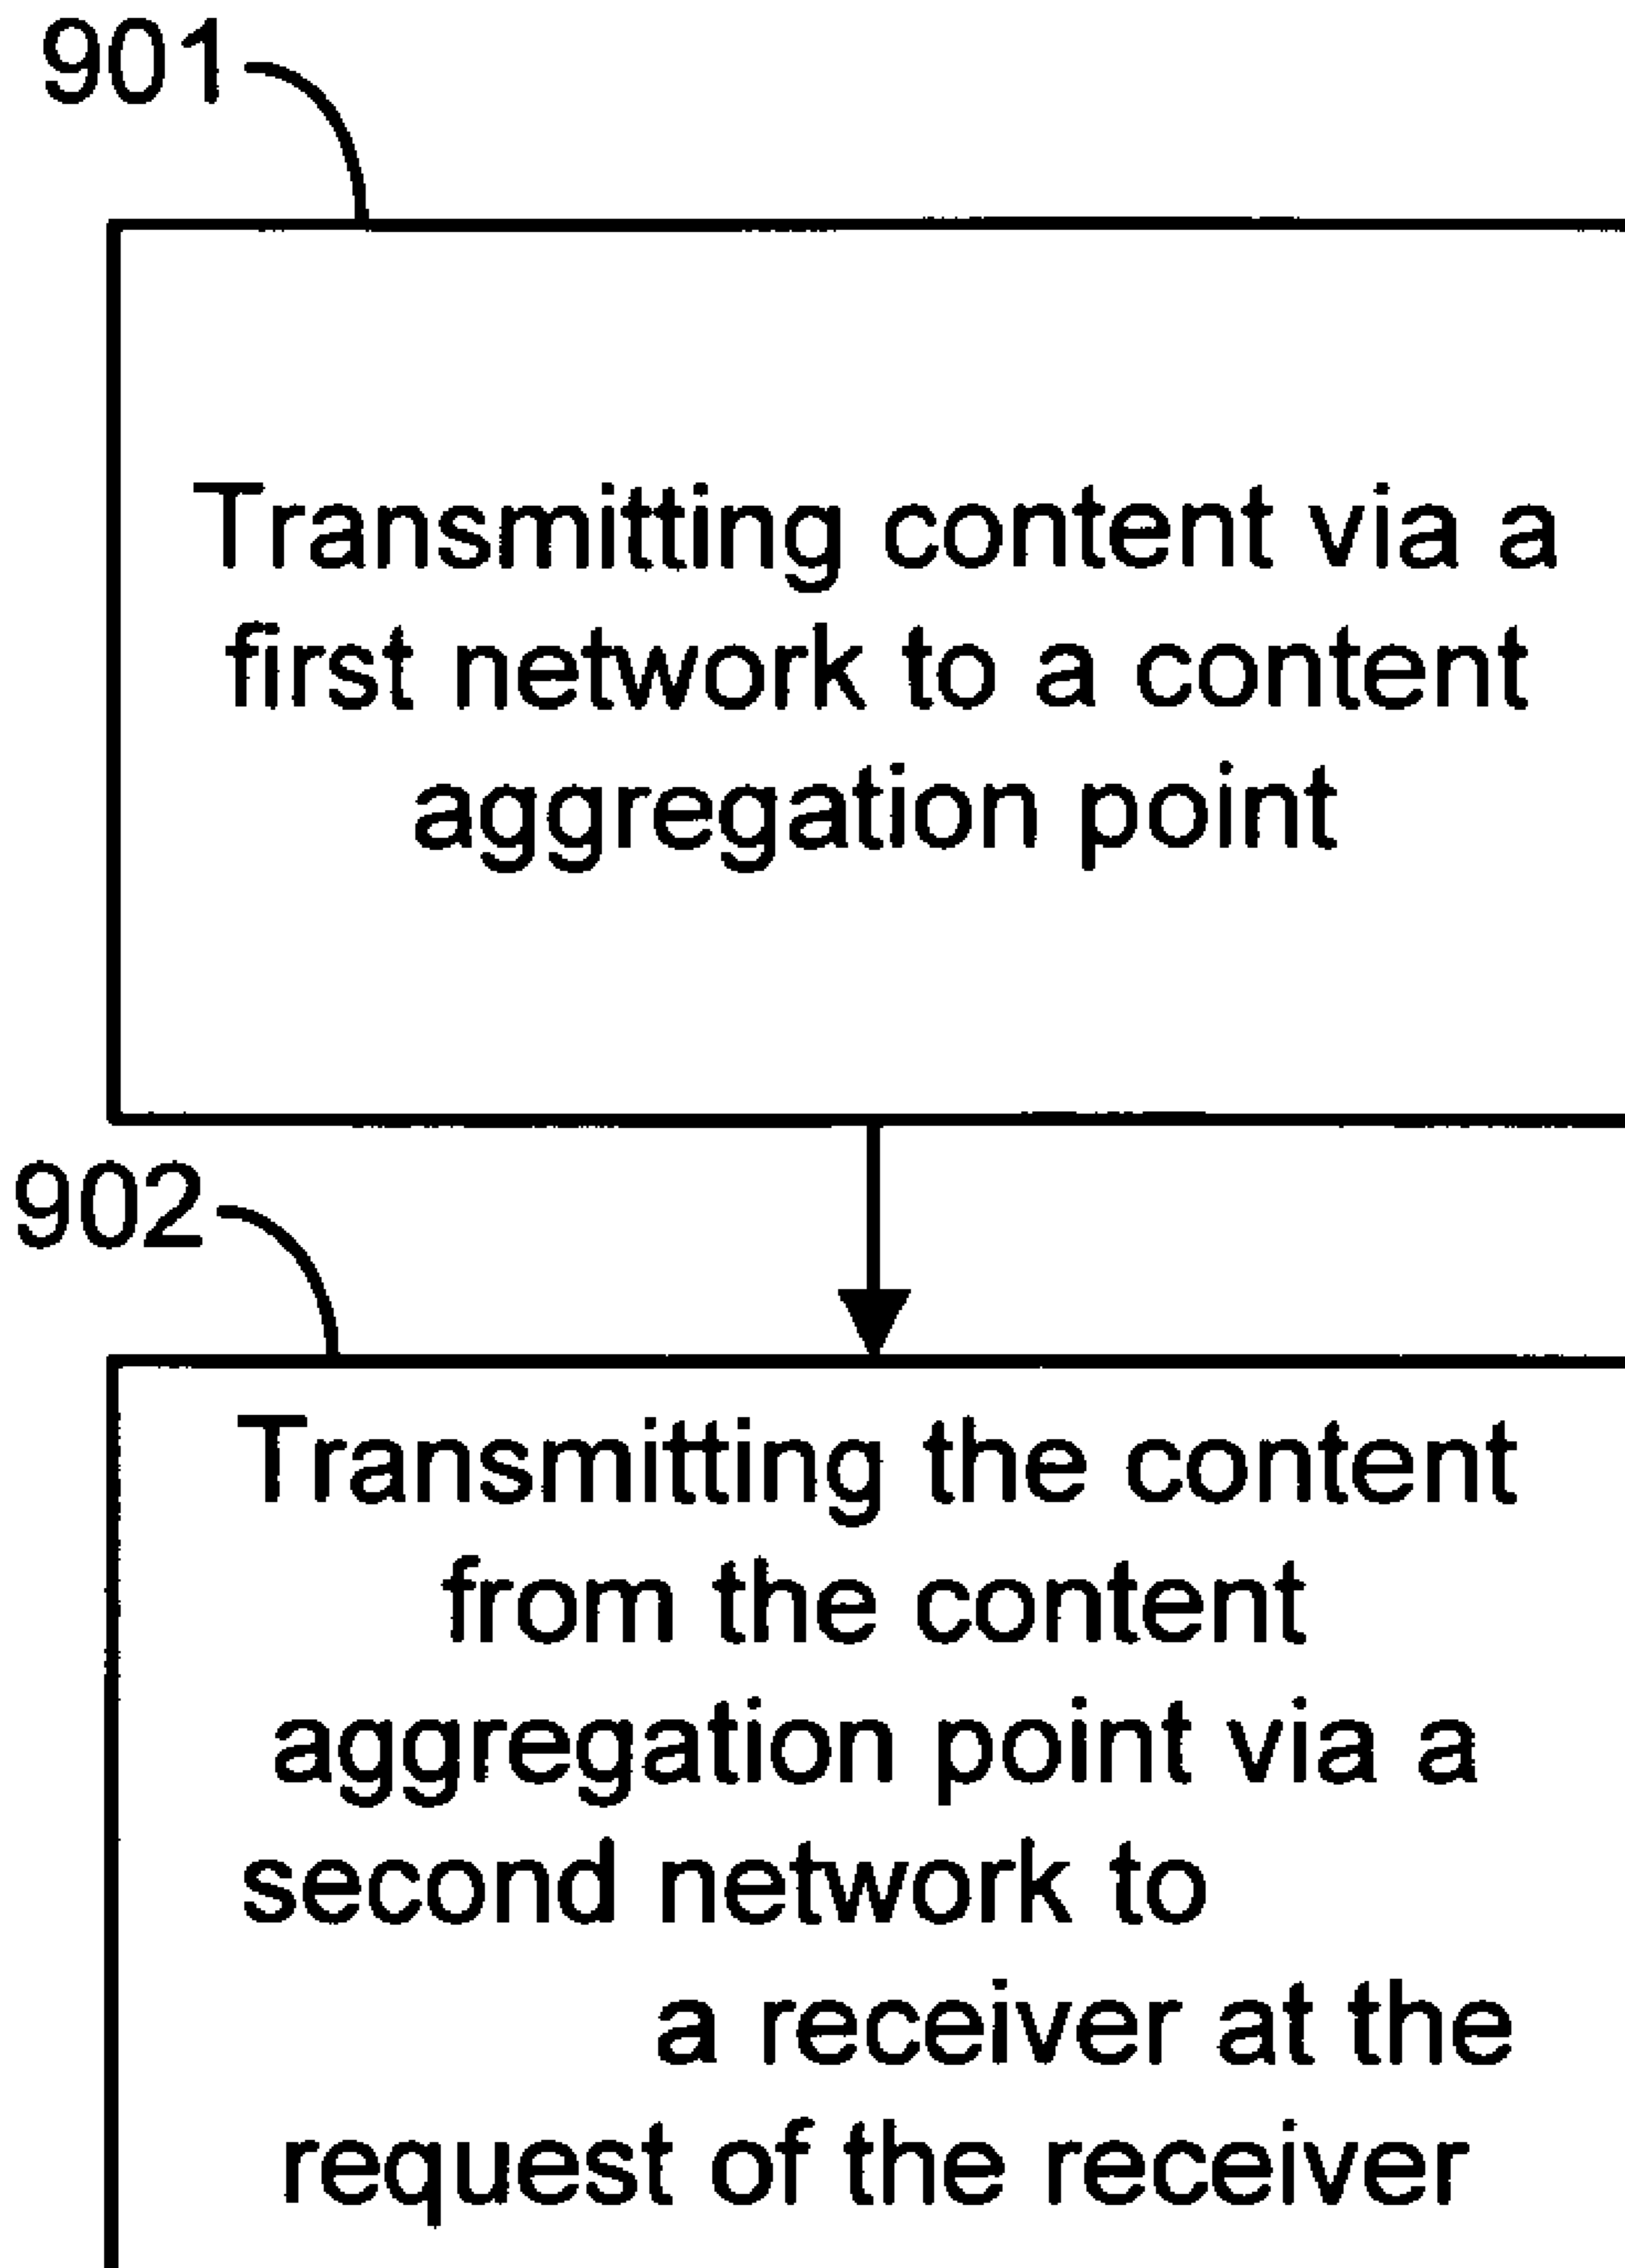 901
Transmitting content via a
first network to a content
aggregation point
902
Transmitting the content
from the content
aggregation point via a
second network to
a receiver at the
request of the receiver